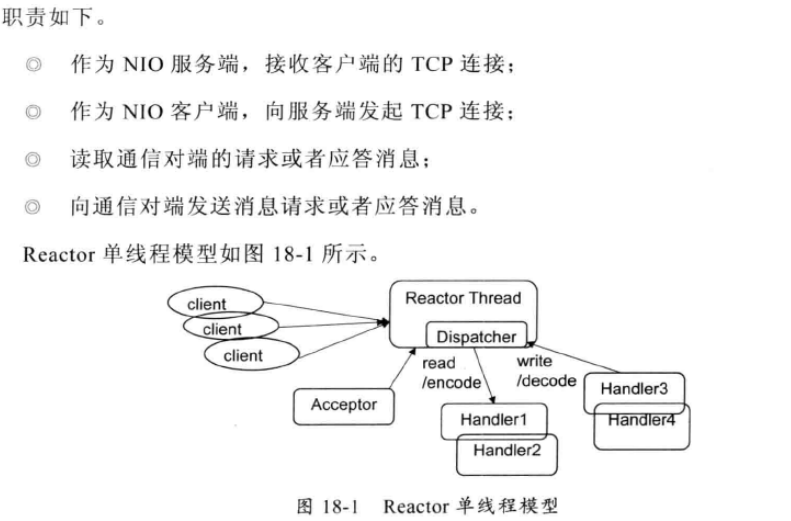 职责如下。
◎ 作为 NIO 服务端，接收客户端的 TCP 连接；
◎ 作为 NIO 客户端，向服务端发起 TCP 连接；
◎ 读取通信对端的请求或者应答消息；
◎ 向通信对端发送消息请求或者应答消息。
Reactor 单线程模型如图 18-1 所示。
client
client
client
Reactor Thread
Dispatcher
read
/encode
write
/decode
Acceptor
Handler1
Handler2
Handler3
Handler4
图 18-1 Reactor 单线程模型